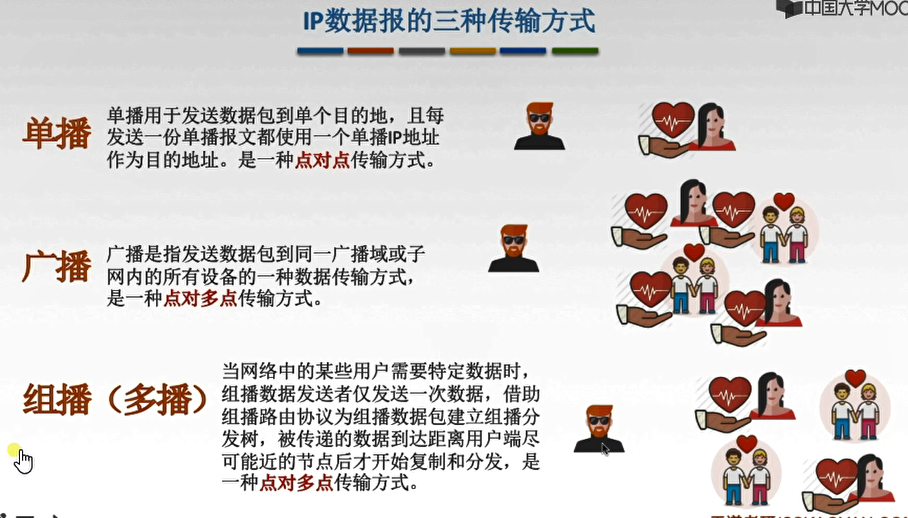 IP数据报的三种传输方式
中国大学MOO
单播
单播用于发送数据包到单个目的地，且每
发送一份单播报文都使用一个单播IP地址
作为目的地址。是一种点对点传输方式。
广播
广播是指发送数据包到同一广播域或子
网内的所有设备的一种数据传输方式，
是一种点对多点传输方式。
组播（多播）
当网络中的某些用户需要特定数据时，
组播数据发送者仅发送一次数据，借助
组播路由协议为组播数据包建立组播分
发树，被传递的数据到达距离用户端尽
可能近的节点后才开始复制和分发，是
一种点对多点传输方式。